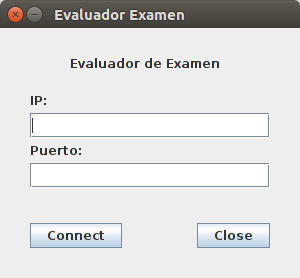 Evaluador Examen
Evaluador de Examen
IP:
Puerto:
Connect
Close